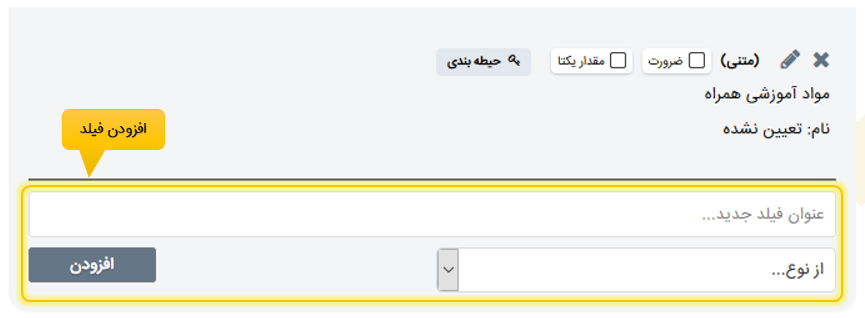 (متنی) ضرورت مقدار یکتا حیطه بندی
مواد آموزشی همراه
نام: تعیین نشده
افزودن فیلد
عنوان فیلد جدید...
از نوع...
افزودن